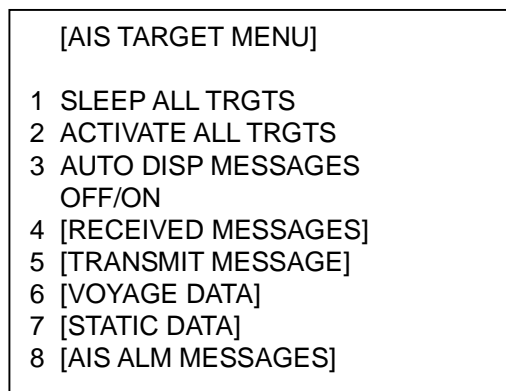 [AIS TARGET MENU]
1 SLEEP ALL TRGTS
2 ACTIVATE ALL TRGTS
3 AUTO DISP MESSAGES
OFF/ON
4 [RECEIVED MESSAGES]
5 [TRANSMIT MESSAGE]
6 [VOYAGE DATA]
7 [STATIC DATA]
8 [AIS ALM MESSAGES]